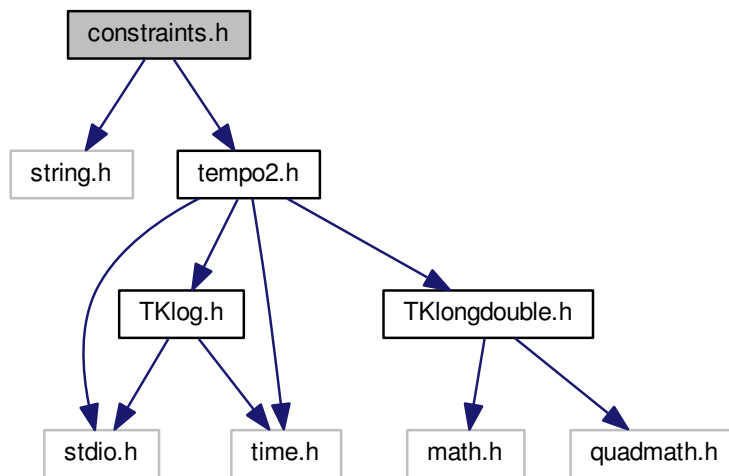 constraints.h
string.h
tempo2.h
TKlog.h
TKlongdouble.h
stdio.h
time.h
math.h
quadmath.h